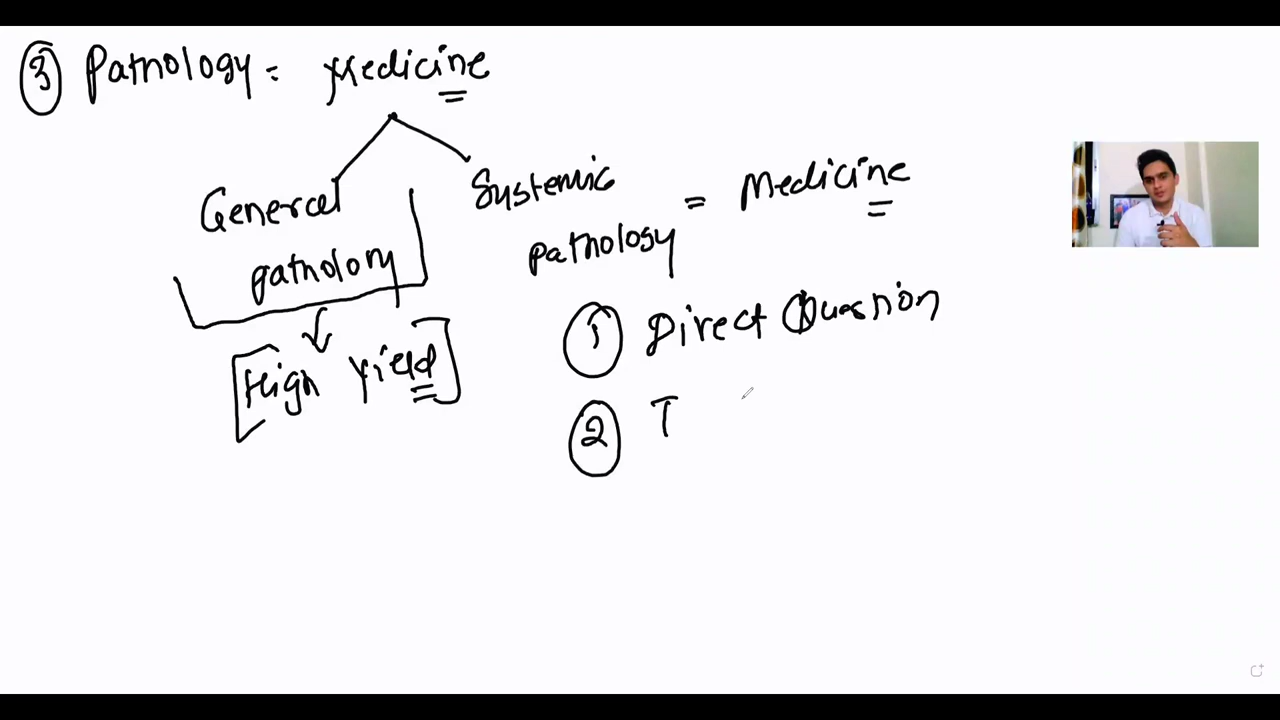 ③ Pathology = Medicine
General pathology
High Yield
Systemic pathology = Medicine
① Direct Question
② T